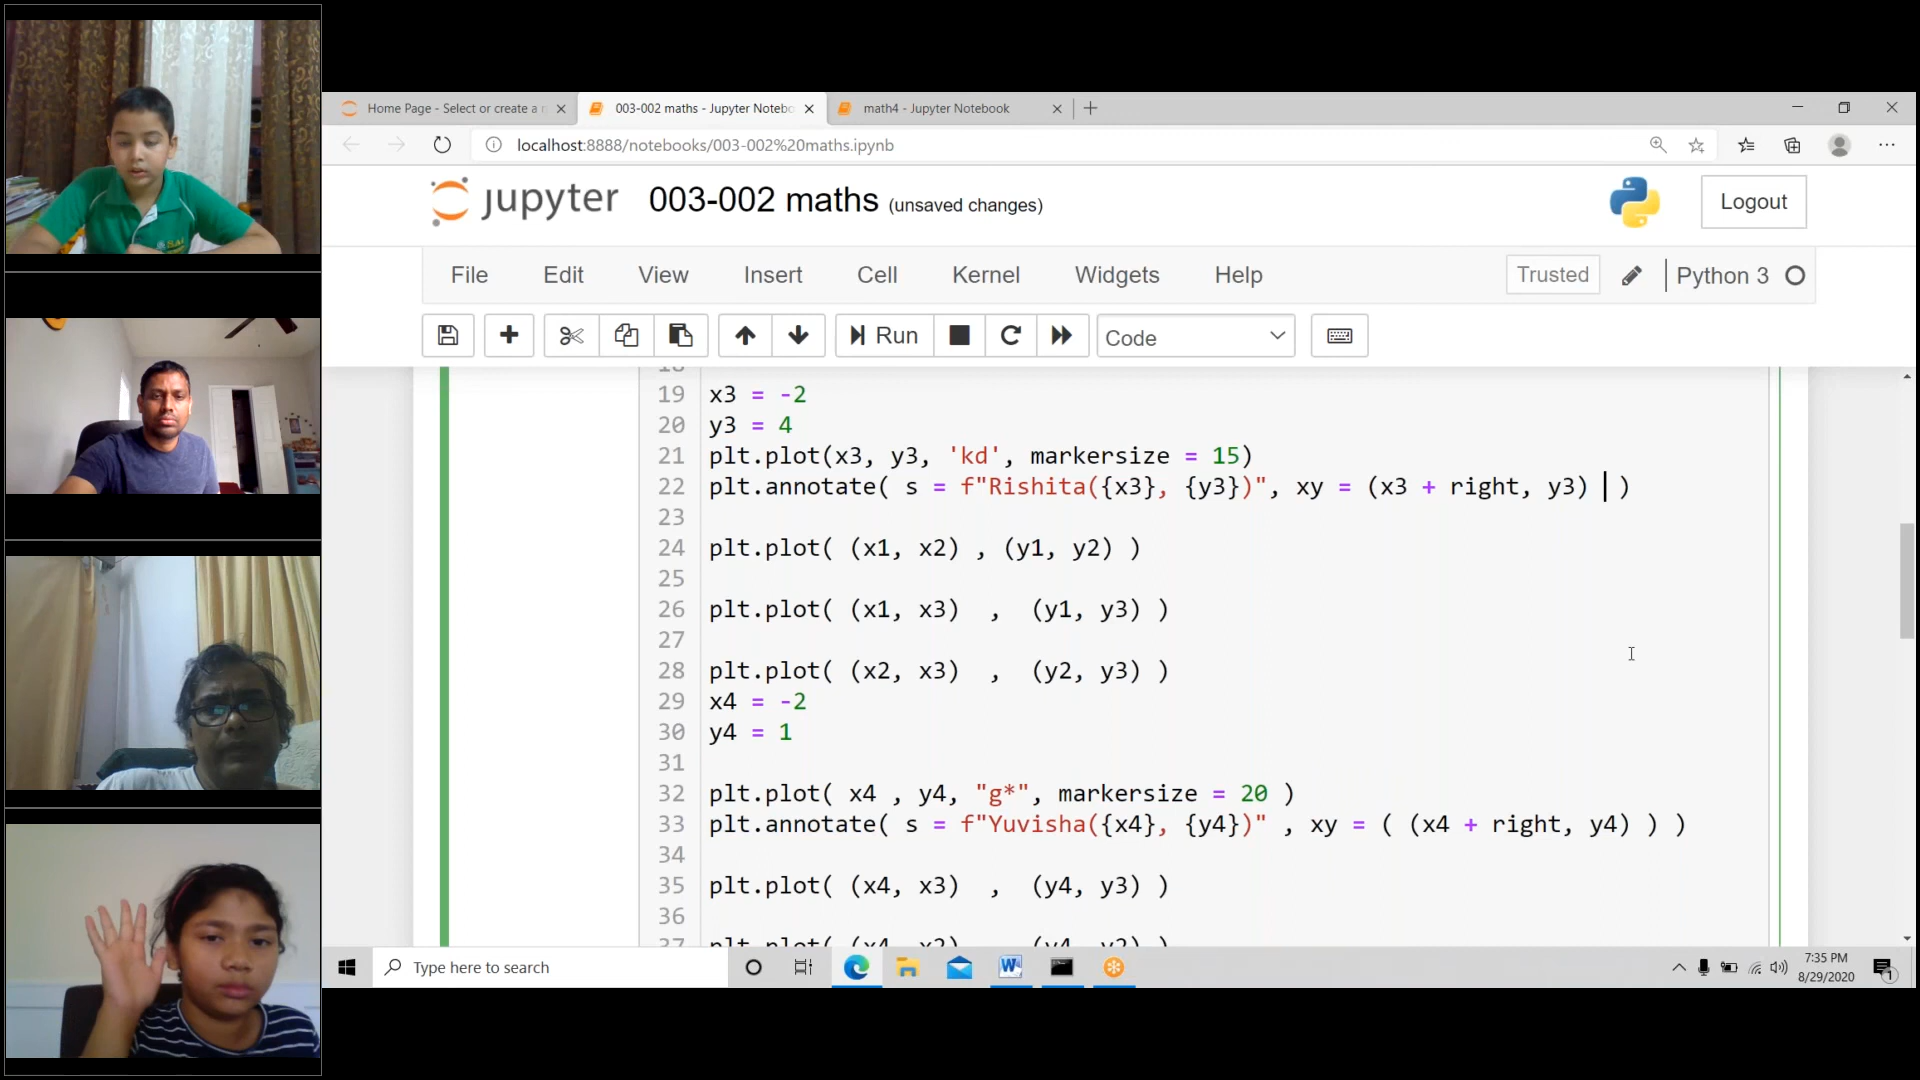 Home Page - Select or create a n
003-002 maths - Jupyter Notebo
math4 - Jupyter Notebook
localhost:8888/notebooks/003-002%20maths.ipynb
jupyter 003-002 maths (unsaved changes)
Logout
File Edit View Insert Cell Kernel Widgets Help
Trusted
Python 3
Run
Code
19 x3 = -2
20 y3 = 4
21 plt.plot(x3, y3, 'kd', markersize = 15)
22 plt.annotate( s = f"Rishita({x3}, {y3})", xy = (x3 + right, y3) )
23
24 plt.plot( (x1, x2) , (y1, y2) )
25
26 plt.plot( (x1, x3)  ,  (y1, y3) )
27
28 plt.plot( (x2, x3)  ,  (y2, y3) )
29 x4 = -2
30 y4 = 1
31
32 plt.plot( x4 , y4, "g*", markersize = 20 )
33 plt.annotate( s = f"Yuvisha({x4}, {y4})" , xy = ( (x4 + right, y4) ) )
34
35 plt.plot( (x4, x3)  ,  (y4, y3) )
36
Type here to search
7:35 PM
8/29/2020
1